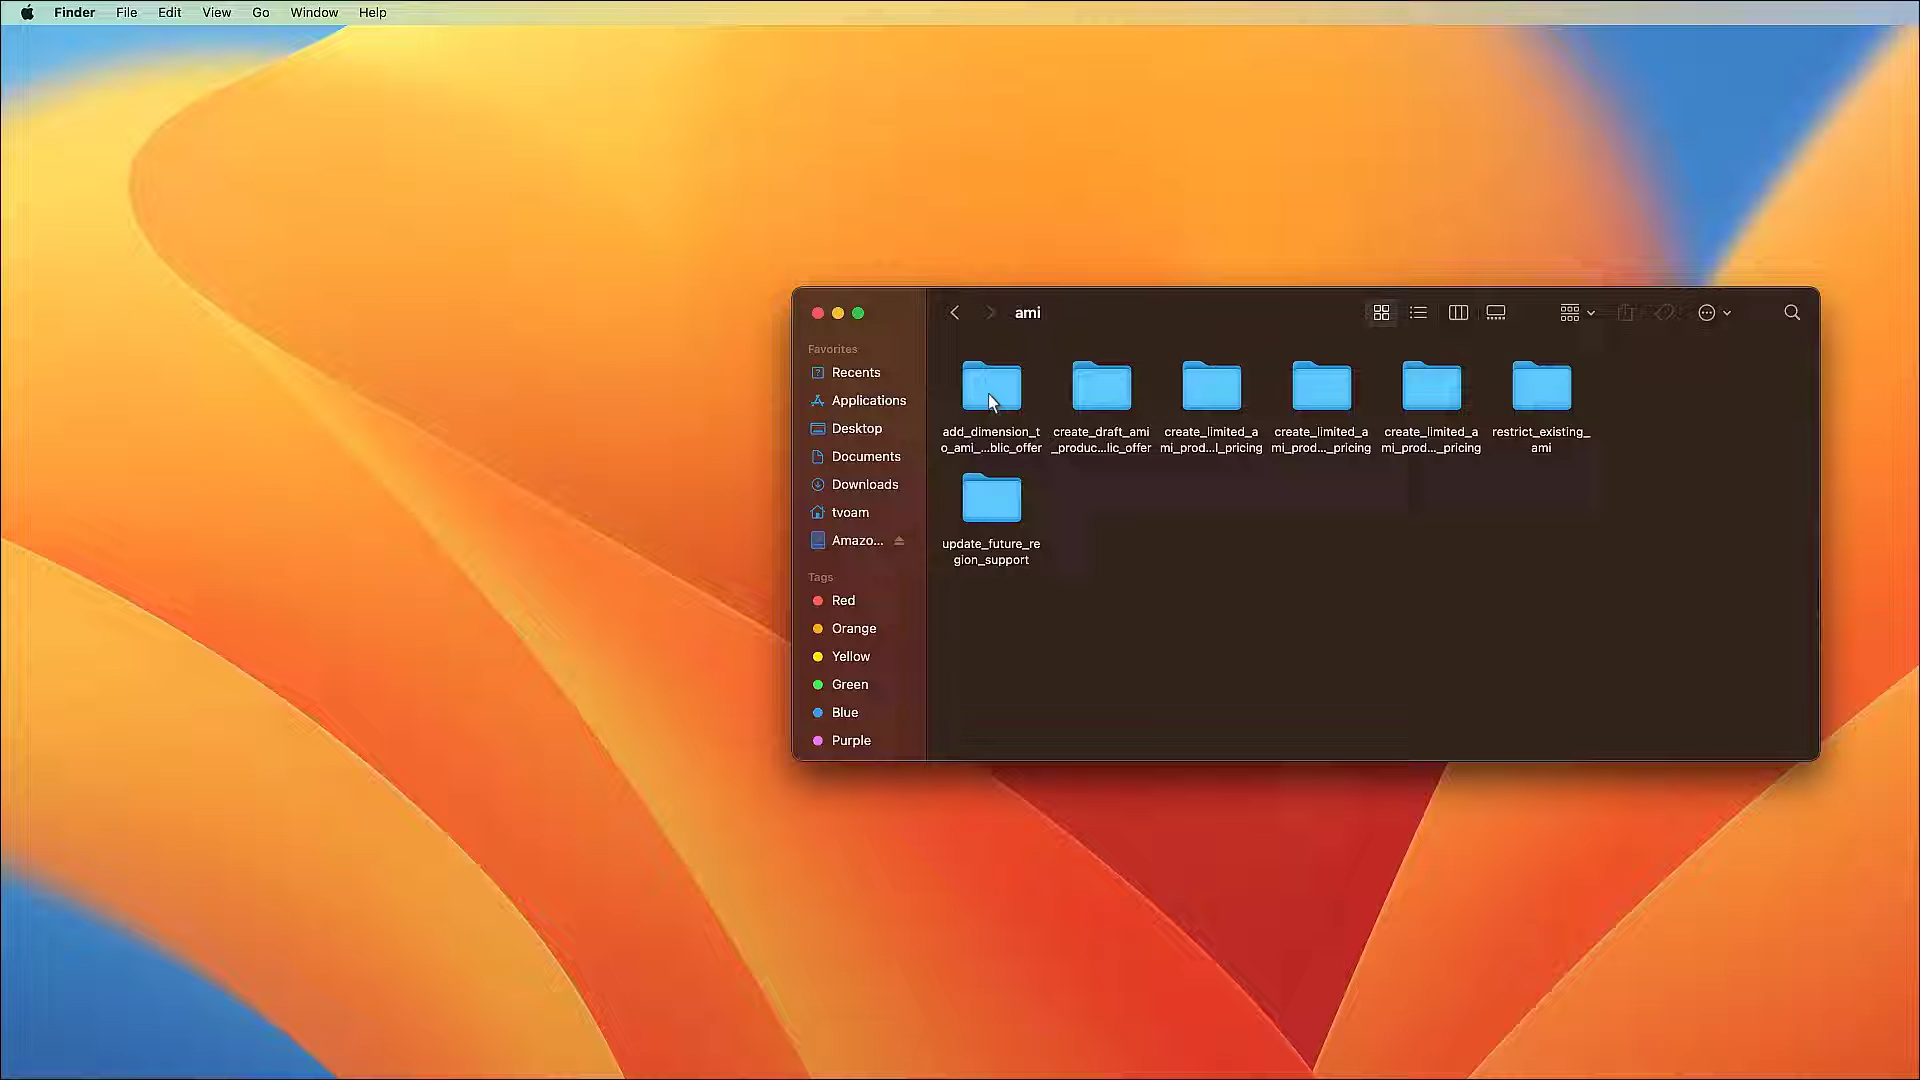 Finder File Edit View Go Window Help
ami
Favorites
Recents
Applications
Desktop
Documents
Downloads
tvoam
Amazo...
Tags
Red
Orange
Yellow
Green
Blue
Purple
add_dimension_t
o_ami_...blic_offer
create_draft_ami
_produc...lic_offer
create_limited_a
mi_prod...l_pricing
create_limited_a
mi_prod..._pricing
create_limited_a
mi_prod..._pricing
restrict_existing_
ami
update_future_re
gion_support